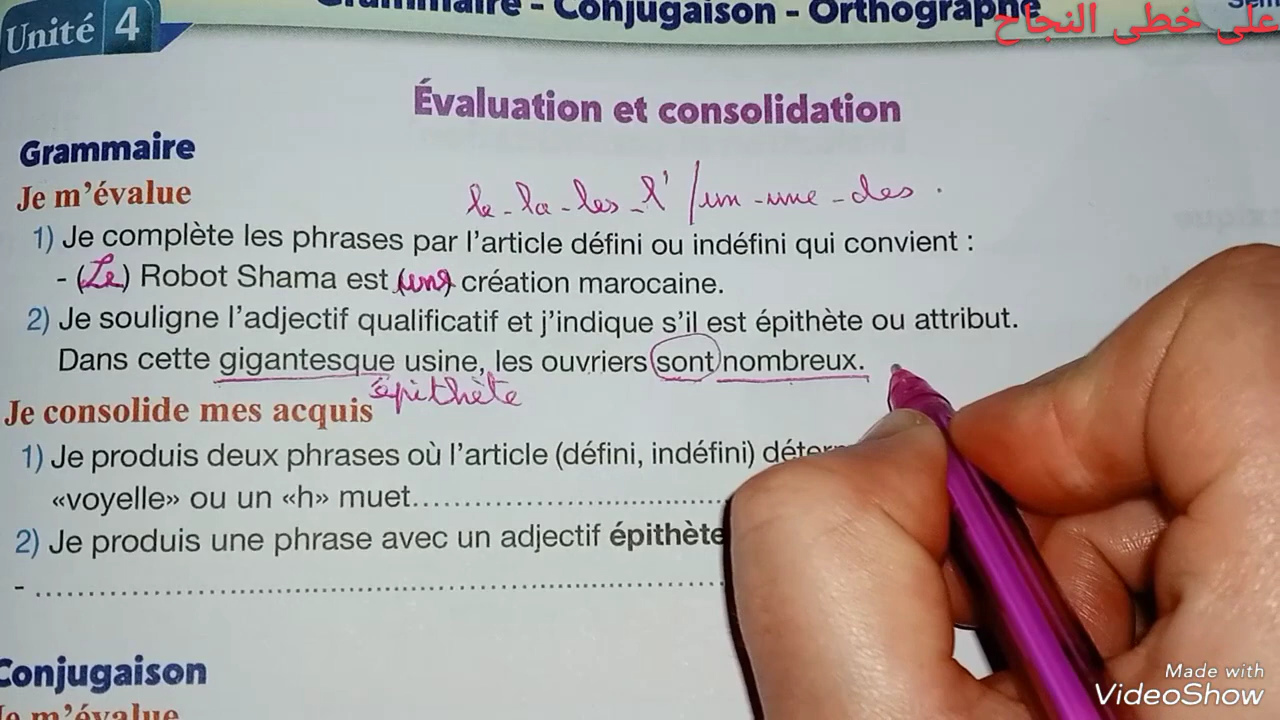 Grammaire - Conjugaison - Orthographe
على خطى النجاح
Unité 4
Évaluation et consolidation
Grammaire
Je m'évalue
le - la - les - l' / un - une - des .
1) Je complète les phrases par l'article défini ou indéfini qui convient :
- (Le) Robot Shama est (une) création marocaine.
2) Je souligne l'adjectif qualificatif et j'indique s'il est épithète ou attribut.
Dans cette gigantesque usine, les ouvriers sont nombreux.
épithète
Je consolide mes acquis
1) Je produis deux phrases où l'article (défini, indéfini)
«voyelle» ou un «h» muet..............................
2) Je produis une phrase avec un adjectif épithète
- ..............................
Conjugaison
Je m'évalue
Made with
VideoShow